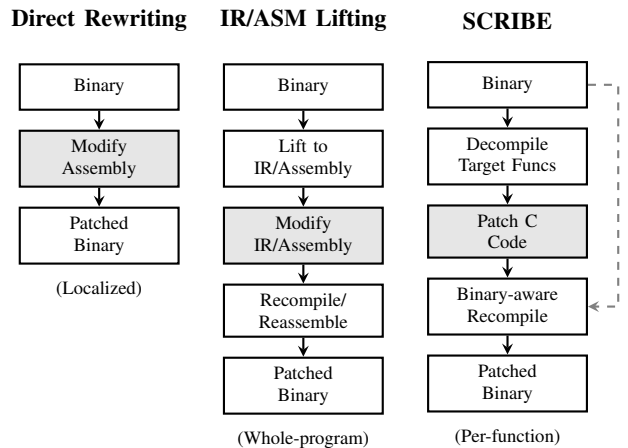 Direct Rewriting
Binary
Modify
Assembly
Patched
Binary
(Localized)
IR/ASM Lifting
Binary
Lift to
IR/Assembly
Modify
IR/Assembly
Recompile/
Reassemble
Patched
Binary
(Whole-program)
SCRIBE
Binary
Decompile
Target Funcs
Patch C
Code
Binary-aware
Recompile
Patched
Binary
(Per-function)